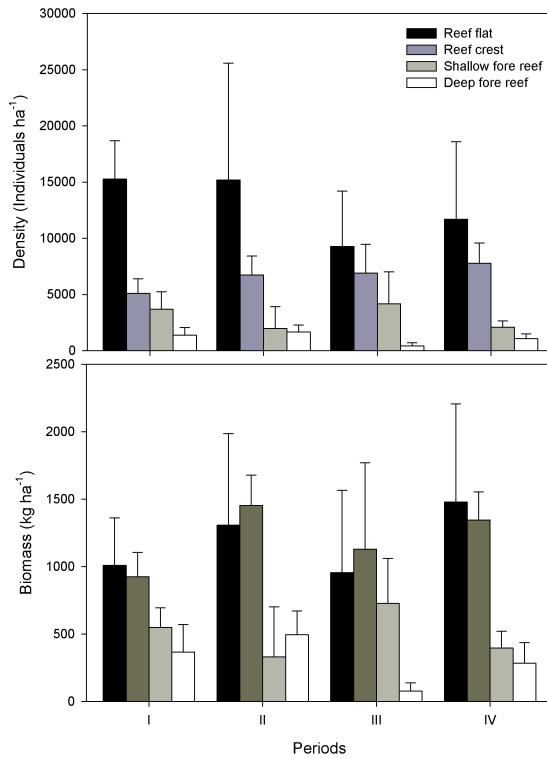 30000
25000
20000
15000
10000
5000
0
Density (Individuals ha-1)
Reef flat
Reef crest
Shallow fore reef
Deep fore reef
2500
2000
1500
1000
500
0
Biomass (kg ha-1)
I II III IV
Periods